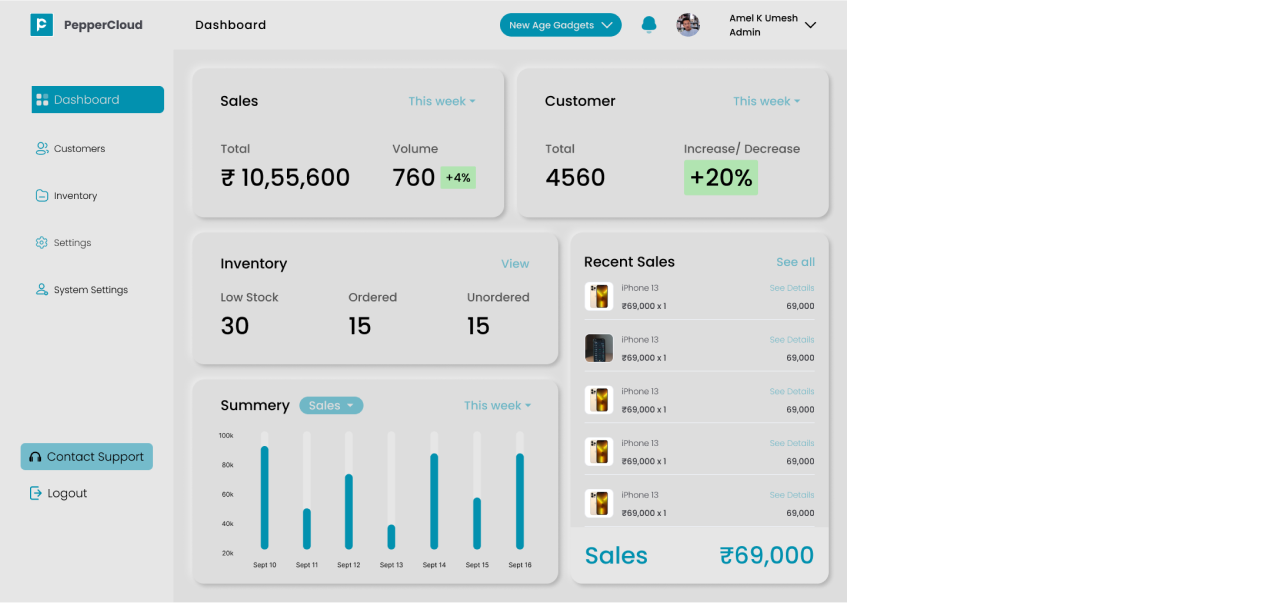 PepperCloud
Dashboard
New Age Gadgets
Amel K Umesh
Admin
Dashboard
Customers
Inventory
Settings
System Settings
Contact Support
Logout
Sales
This week
Total
Volume
₹ 10,55,600
760
+4%
Customer
This week
Total
Increase/ Decrease
4560
+20%
Inventory
View
Low Stock
Ordered
Unordered
30
15
15
Summery
Sales
This week
100k
80k
60k
40k
20k
Sept 10
Sept 11
Sept 12
Sept 13
Sept 14
Sept 15
Sept 16
Recent Sales
See all
iPhone 13
See Details
₹69,000 x 1
69,000
iPhone 13
See Details
₹69,000 x 1
69,000
iPhone 13
See Details
₹69,000 x 1
69,000
iPhone 13
See Details
₹69,000 x 1
69,000
iPhone 13
See Details
₹69,000 x 1
69,000
Sales
₹69,000